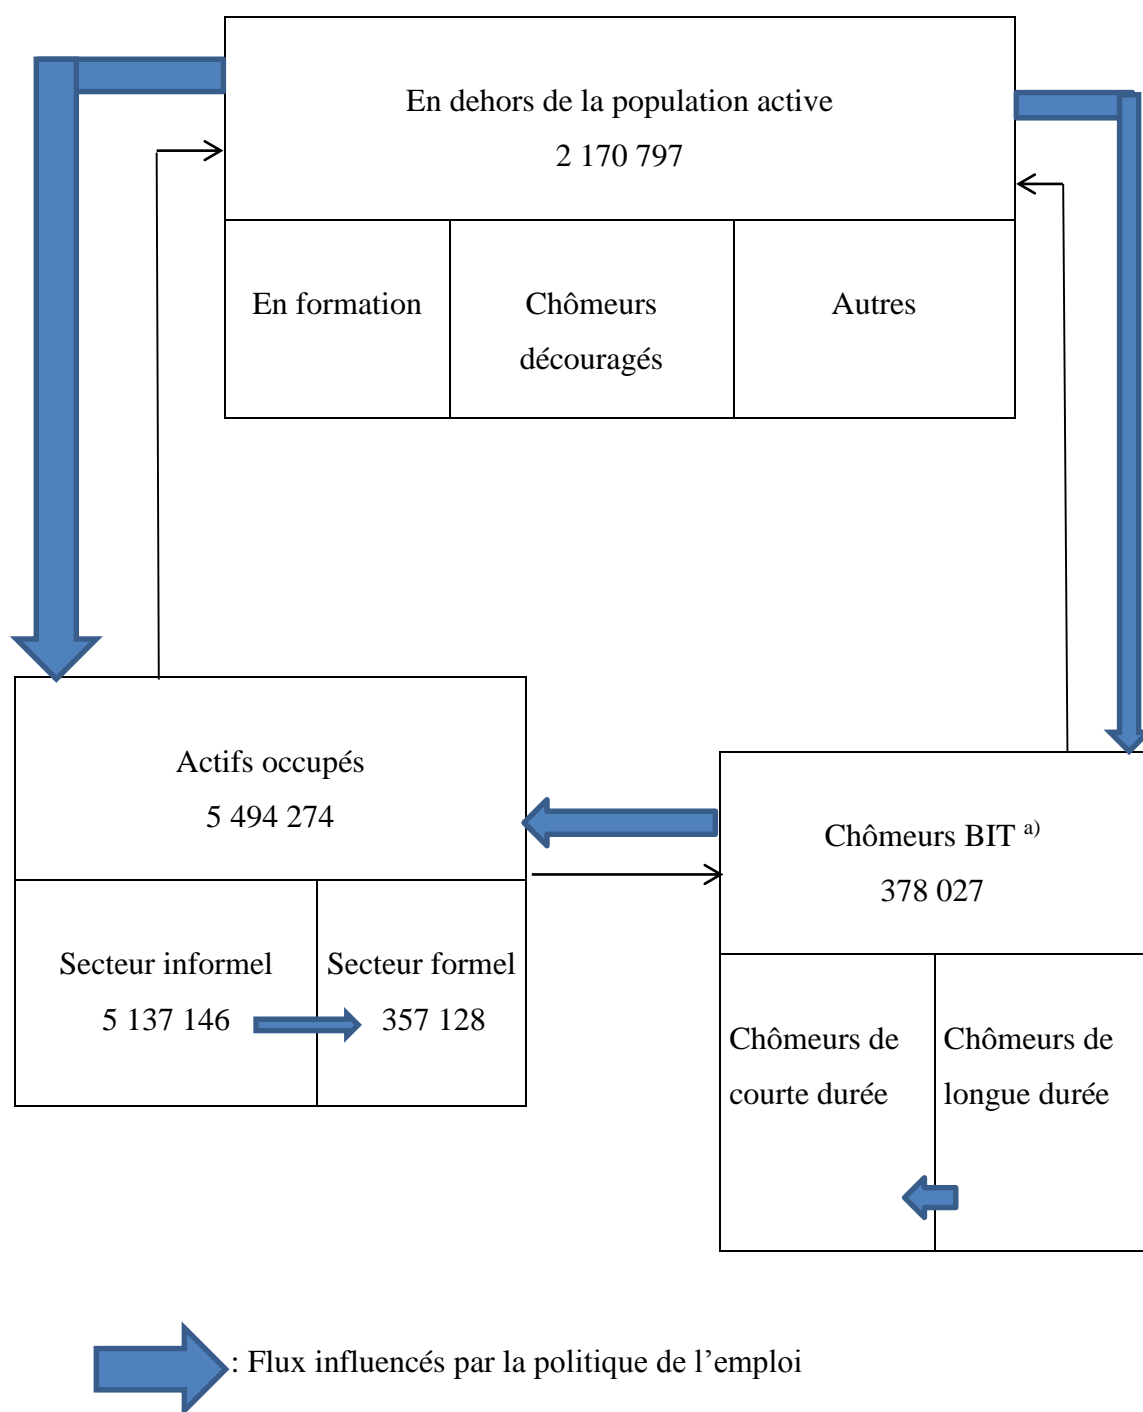 En dehors de la population active
2 170 797
En formation
Chômeurs
découragés
Autres
Actifs occupés
5 494 274
Secteur informel
5 137 146
Secteur formel
357 128
Chômeurs BIT a)
378 027
Chômeurs de
courte durée
Chômeurs de
longue durée
: Flux influencés par la politique de l’emploi